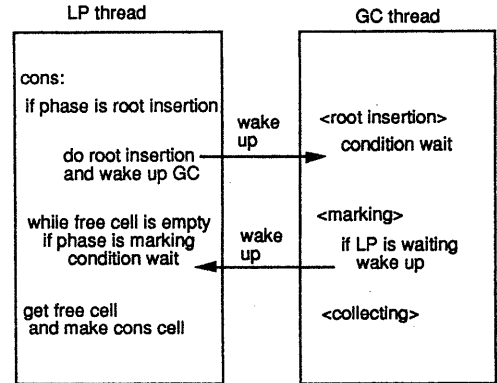 LP thread
GC thread
cons:
if phase is root insertion
do root insertion
and wake up GC
while free cell is empty
if phase is marking
condition wait
get free cell
and make cons cell
wake
up
wake
up
<root insertion>
condition wait
<marking>
if LP is waiting
wake up
<collecting>